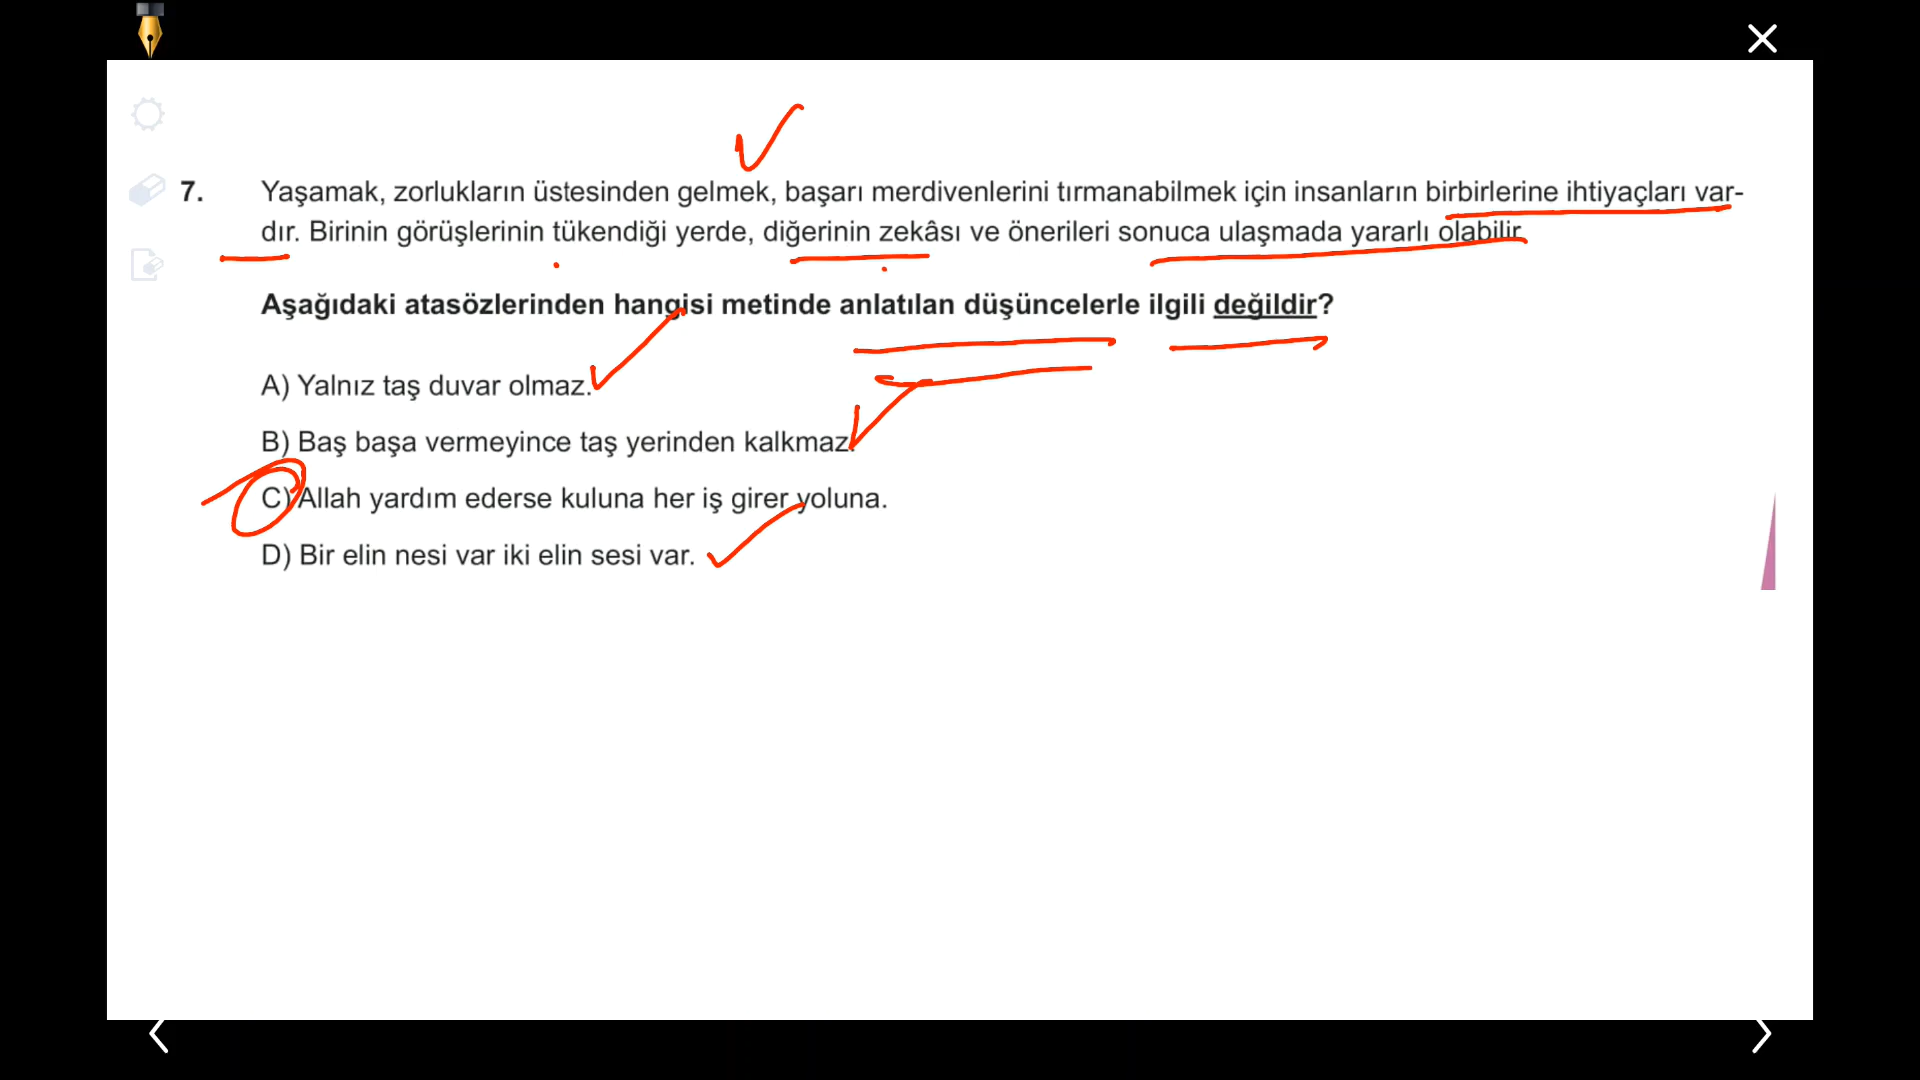 7. Yaşamak, zorlukların üstesinden gelmek, başarı merdivenlerini tırmanabilmek için insanların birbirlerine ihtiyaçları var-
dır. Birinin görüşlerinin tükendiği yerde, diğerinin zekâsı ve önerileri sonuca ulaşmada yararlı olabilir.
Aşağıdaki atasözlerinden hangisi metinde anlatılan düşüncelerle ilgili değildir?
A) Yalnız taş duvar olmaz.
B) Baş başa vermeyince taş yerinden kalkmaz.
C) Allah yardım ederse kuluna her iş girer yoluna.
D) Bir elin nesi var iki elin sesi var.